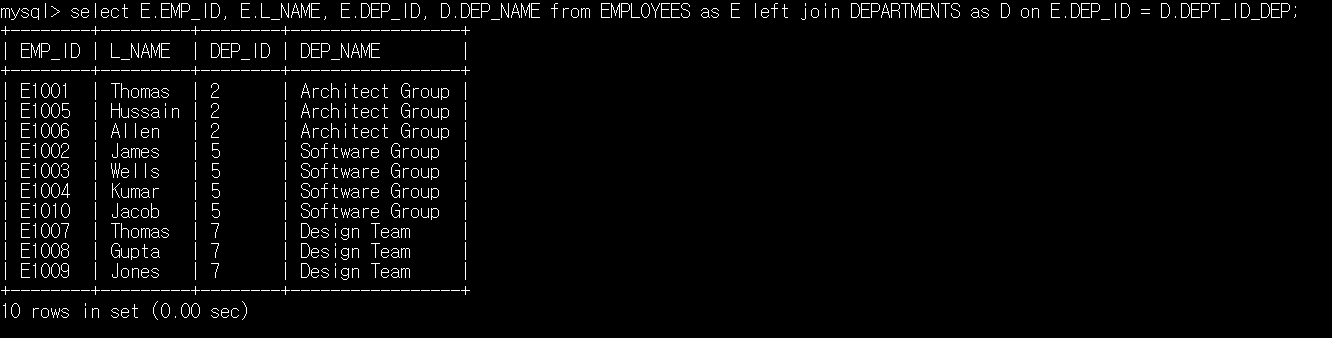 mysql> select E.EMP_ID, E.L_NAME, E.DEP_ID, D.DEP_NAME from EMPLOYEES as E left join DEPARTMENTS as D on E.DEP_ID = D.DEPT_ID_DEP;
+--------+---------+--------+-----------------+
| EMP_ID | L_NAME | DEP_ID | DEP_NAME |
+--------+---------+--------+-----------------+
| E1001 | Thomas | 2 | Architect Group |
| E1005 | Hussain | 2 | Architect Group |
| E1006 | Allen | 2 | Architect Group |
| E1002 | James | 5 | Software Group |
| E1003 | Wells | 5 | Software Group |
| E1004 | Kumar | 5 | Software Group |
| E1010 | Jacob | 5 | Software Group |
| E1007 | Thomas | 7 | Design Team |
| E1008 | Gupta | 7 | Design Team |
| E1009 | Jones | 7 | Design Team |
+--------+---------+--------+-----------------+
10 rows in set (0.00 sec)